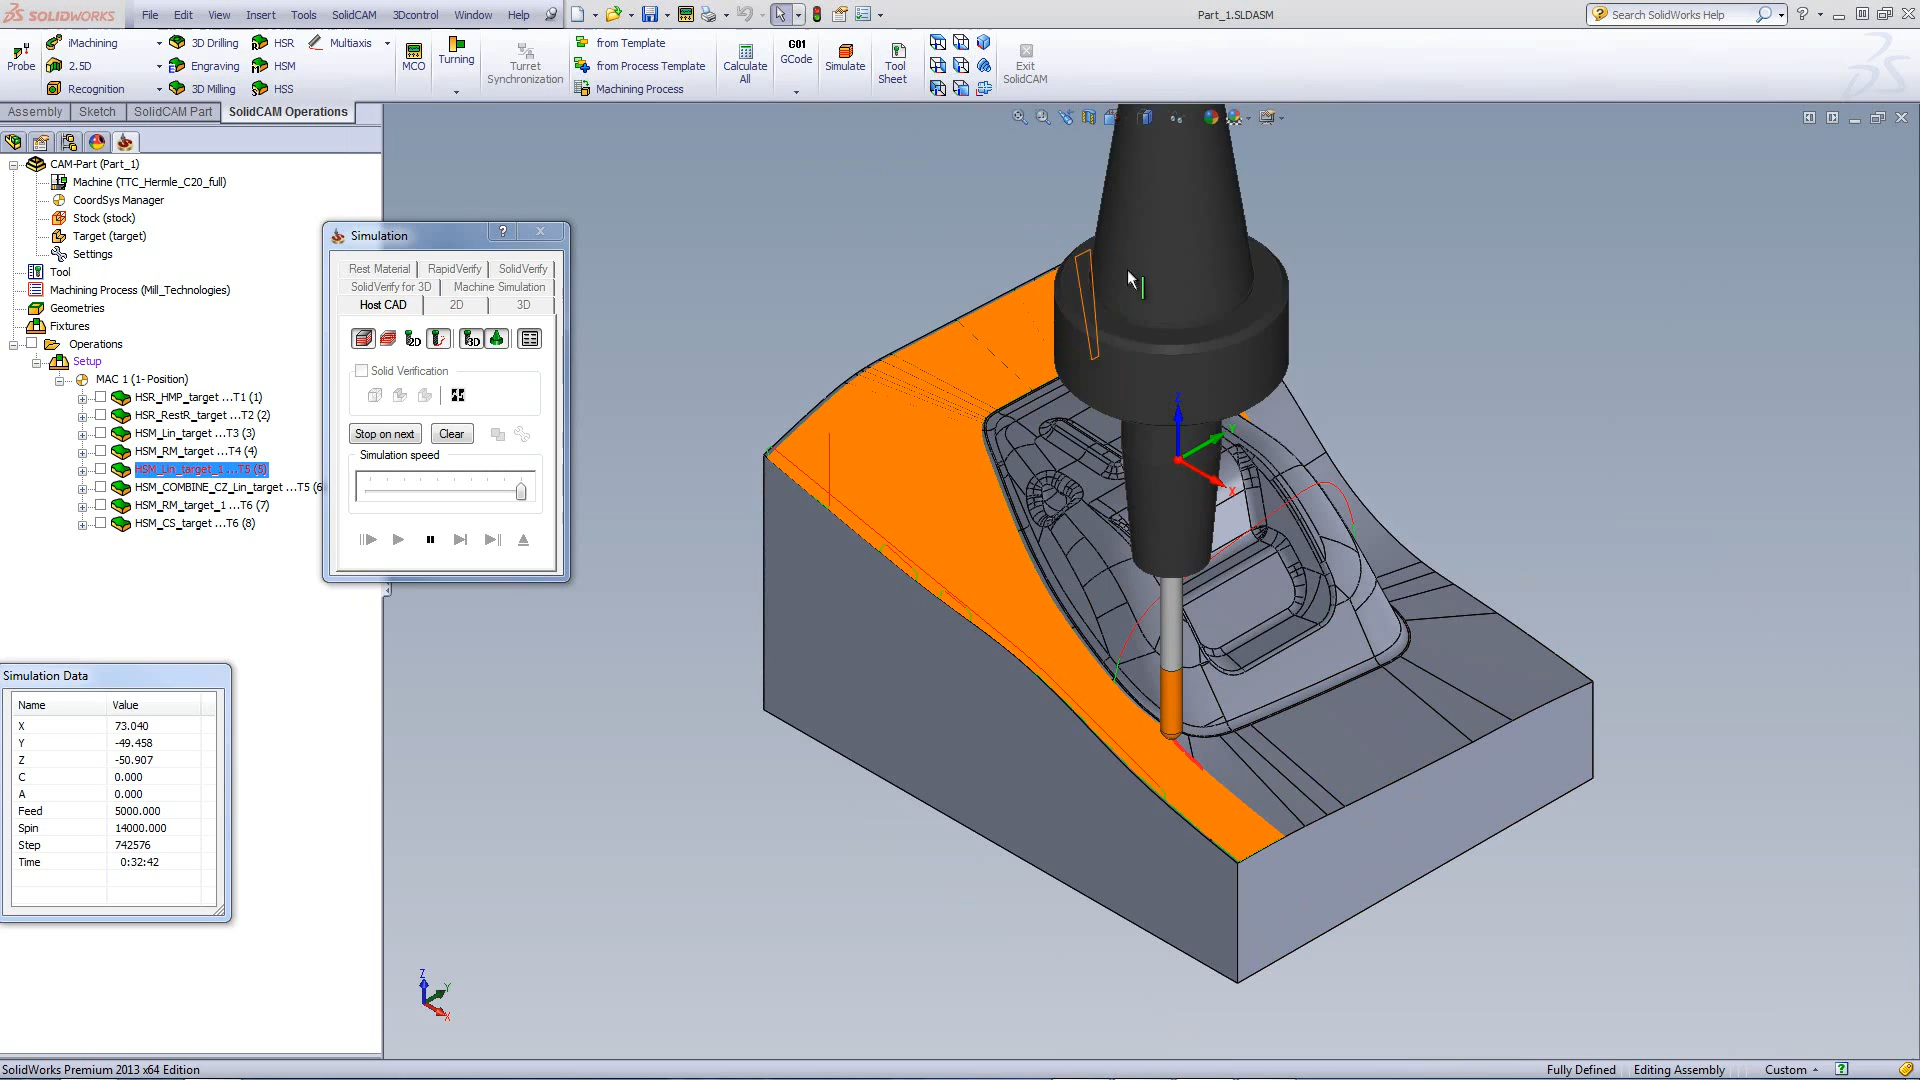 SOLIDWORKS File Edit View Insert Tools SolidCAM 3Dcontrol Window Help Part_1.SLDASM Search SolidWorks Help
Probe iMachining 2.5D Recognition 3D Drilling Engraving 3D Milling HSR HSM HSS Multiaxis MCO Turning Turret Synchronization from Template from Process Template Machining Process Calculate All G01 GCode Simulate Tool Sheet Exit SolidCAM
Assembly Sketch SolidCAM Part SolidCAM Operations
CAM-Part (Part_1)
Machine (TTC_Hermle_C20_full)
CoordSys Manager
Stock (stock)
Target (target)
Settings
Tool
Machining Process (Mill_Technologies)
Geometries
Fixtures
Operations
Setup
MAC 1 (1- Position)
HSR_HMP_target ...T1 (1)
HSR_RestR_target ...T2 (2)
HSM_Lin_target ...T3 (3)
HSM_RM_target ...T4 (4)
HSM_Lin_target_1 ...T5 (5)
HSM_COMBINE_CZ_Lin_target ...T5 (6
HSM_RM_target_1 ...T6 (7)
HSM_CS_target ...T6 (8)
Simulation
Rest Material RapidVerify SolidVerify
SolidVerify for 3D Machine Simulation
Host CAD 2D 3D
2D 3D
Solid Verification
Stop on next Clear
Simulation speed
Simulation Data
Name Value
X 73.040
Y -49.458
Z -50.907
C 0.000
A 0.000
Feed 5000.000
Spin 14000.000
Step 742576
Time 0:32:42
Z
Y
X
Z
Y
X
SolidWorks Premium 2013 x64 Edition Fully Defined Editing Assembly Custom